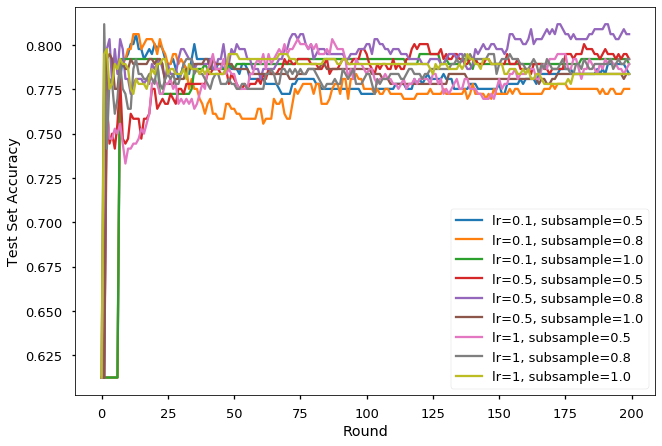 0.800
0.775
0.750
0.725
0.700
0.675
0.650
0.625
Test Set Accuracy
lr=0.1, subsample=0.5
lr=0.1, subsample=0.8
lr=0.1, subsample=1.0
lr=0.5, subsample=0.5
lr=0.5, subsample=0.8
lr=0.5, subsample=1.0
lr=1, subsample=0.5
lr=1, subsample=0.8
lr=1, subsample=1.0
0 25 50 75 100 125 150 175 200
Round